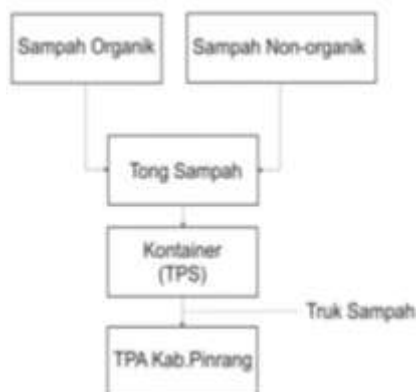 Sampah Organik
Sampah Non-organik
Tong Sampah
Kontainer
(TPS)
Truk Sampah
TPA Kab.Pinrang